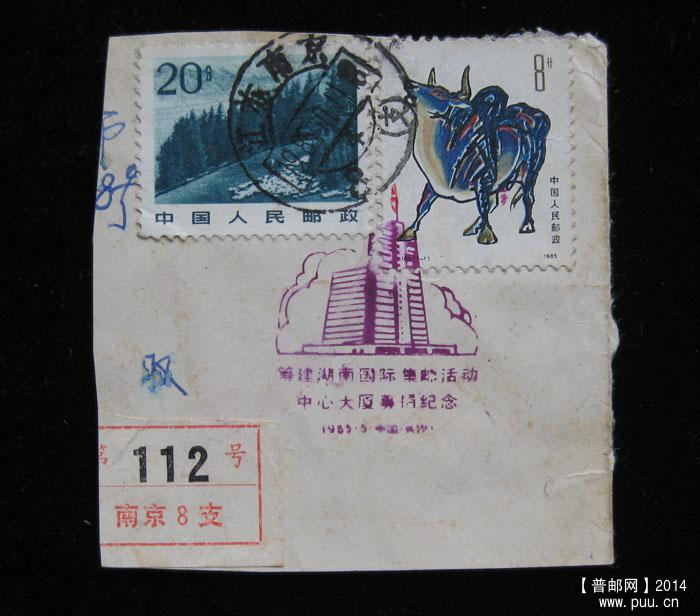 20分
中国人民邮政
江苏南京
8分
中国人民邮政
1985
筹建湖南国际集邮活动
中心大厦募捐纪念
1985·5·中国·长沙
第 112 号
南京8支
【普邮网】2014
www.puu.cn